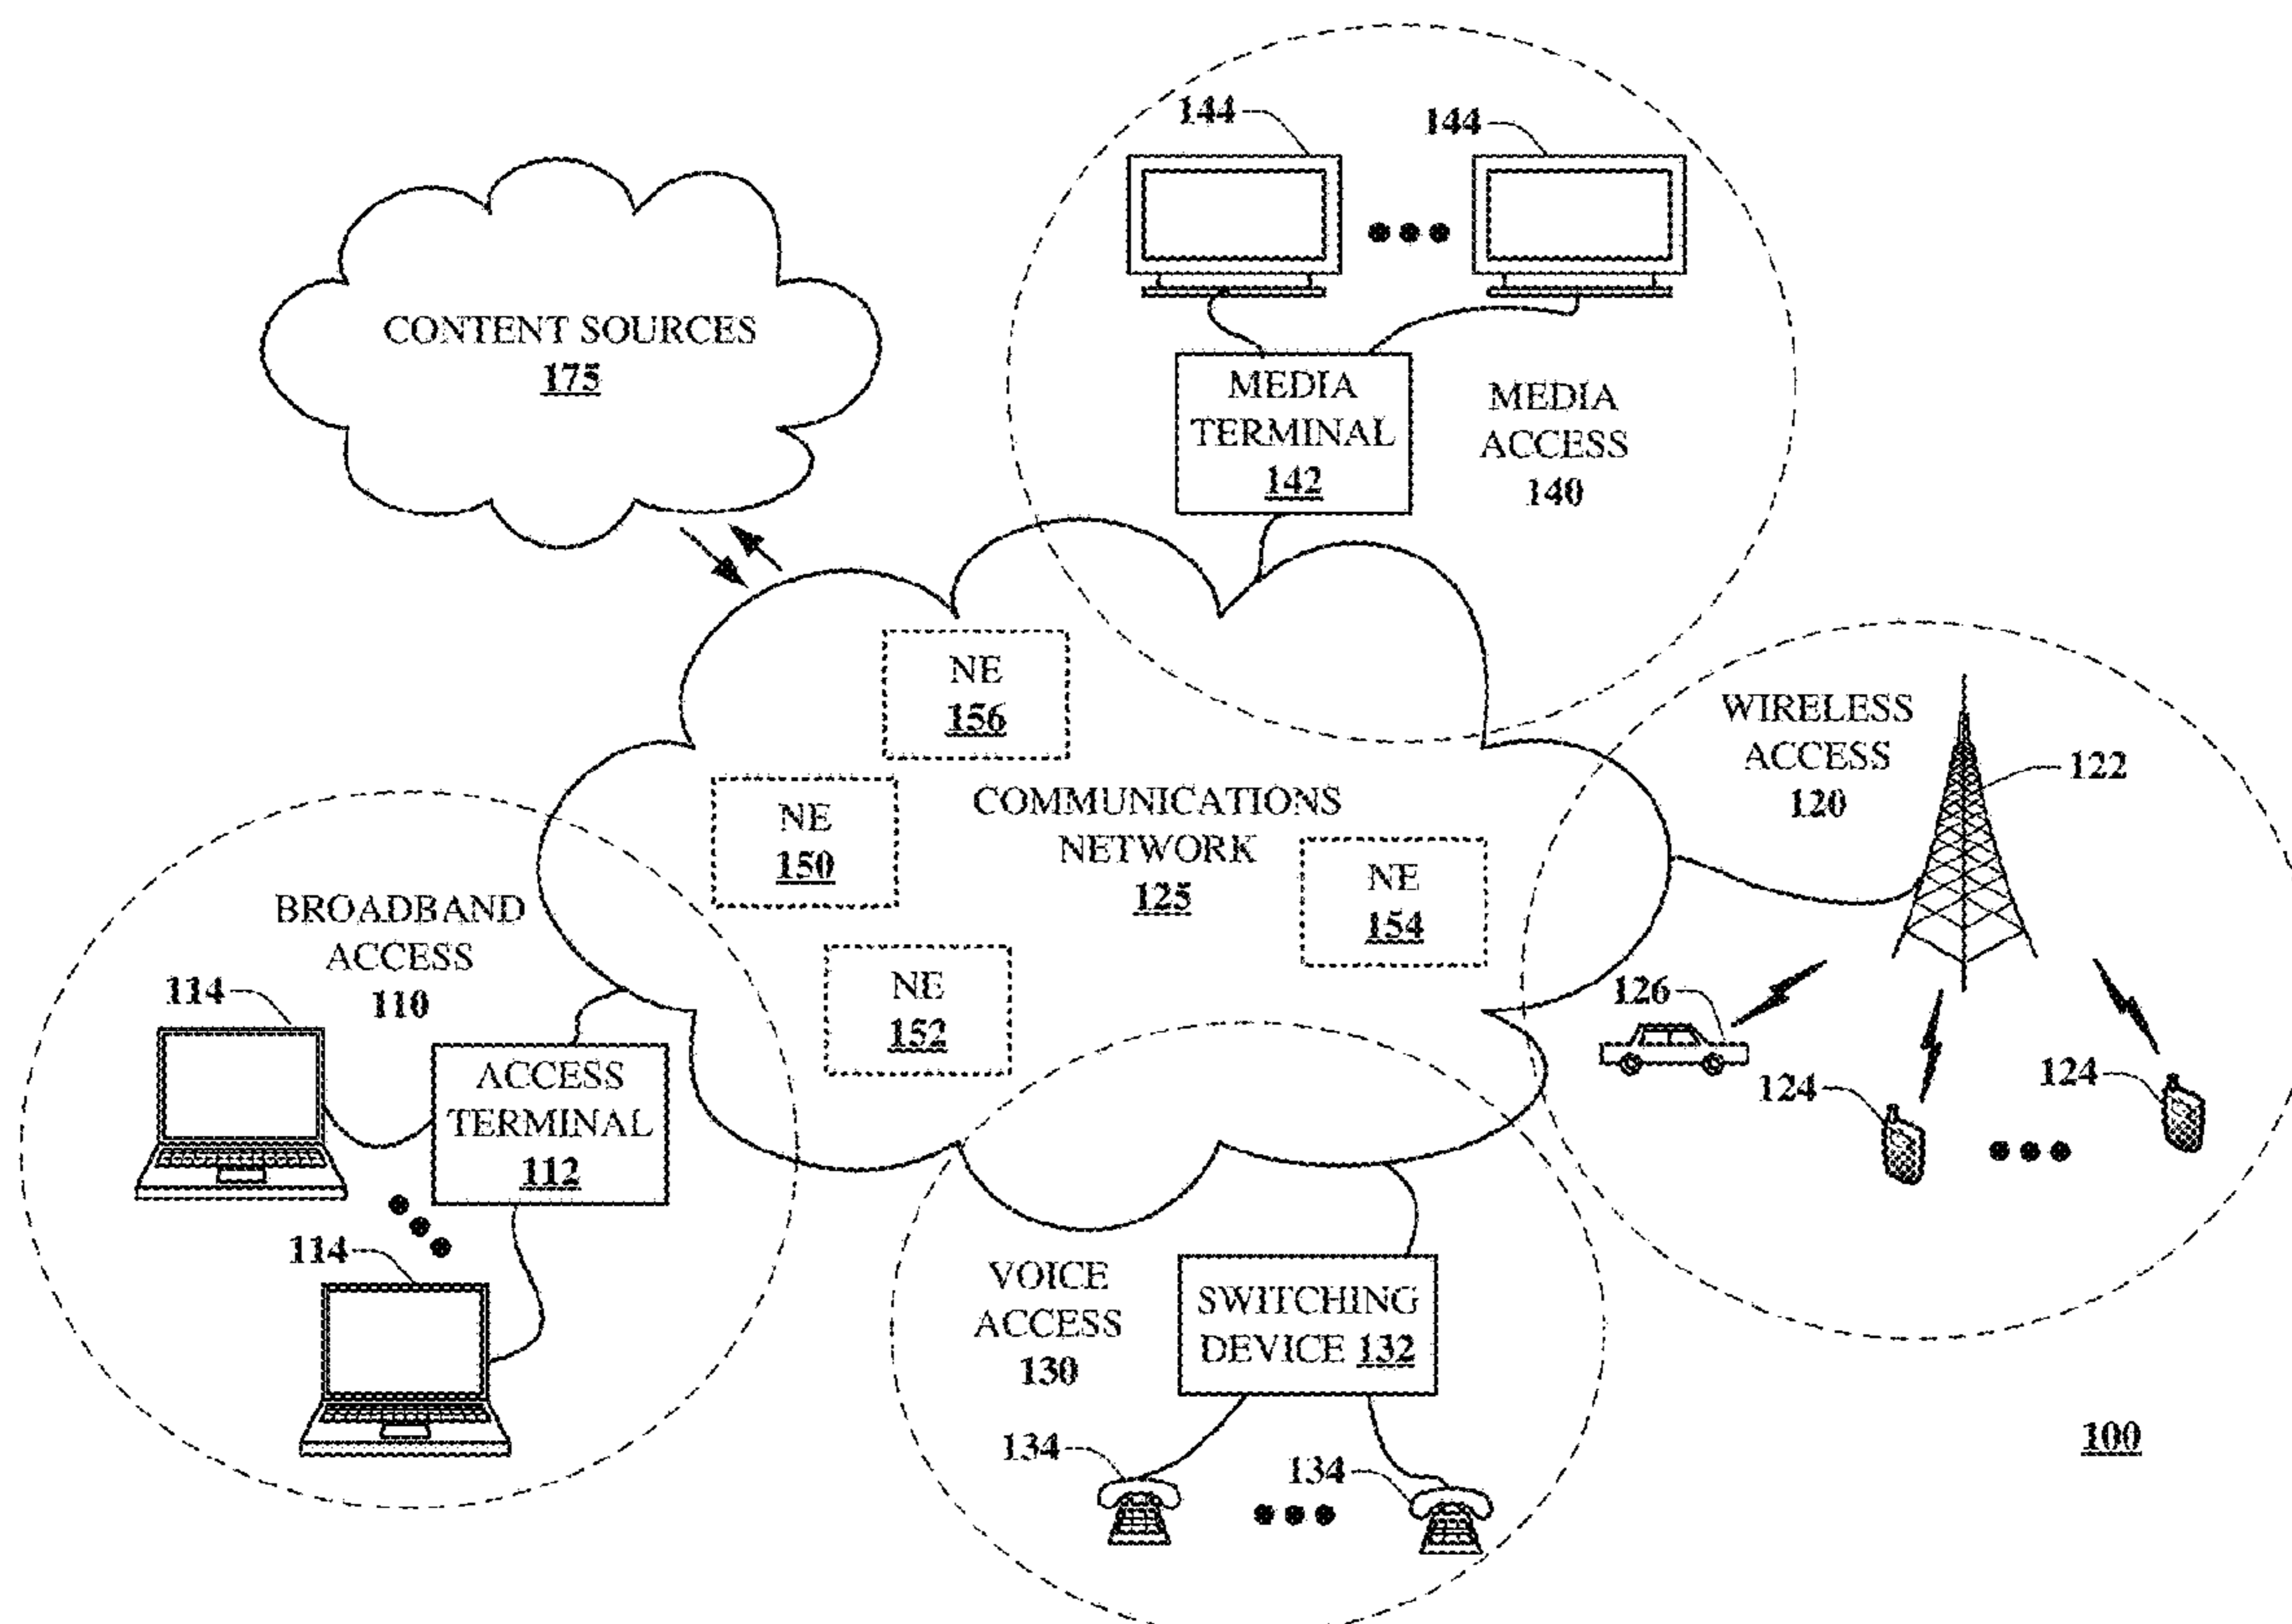 144
144
CONTENT SOURCES
175
MEDIA
TERMINAL
142
MEDIA
ACCESS
140
NE
156
WIRELESS
ACCESS
120
122
NE
150
COMMUNICATIONS
NETWORK
125
NE
154
BROADBAND
ACCESS
110
114
NE
152
126
ACCESS
TERMINAL
112
124
124
114
VOICE
ACCESS
130
SWITCHING
DEVICE 132
134
134
100